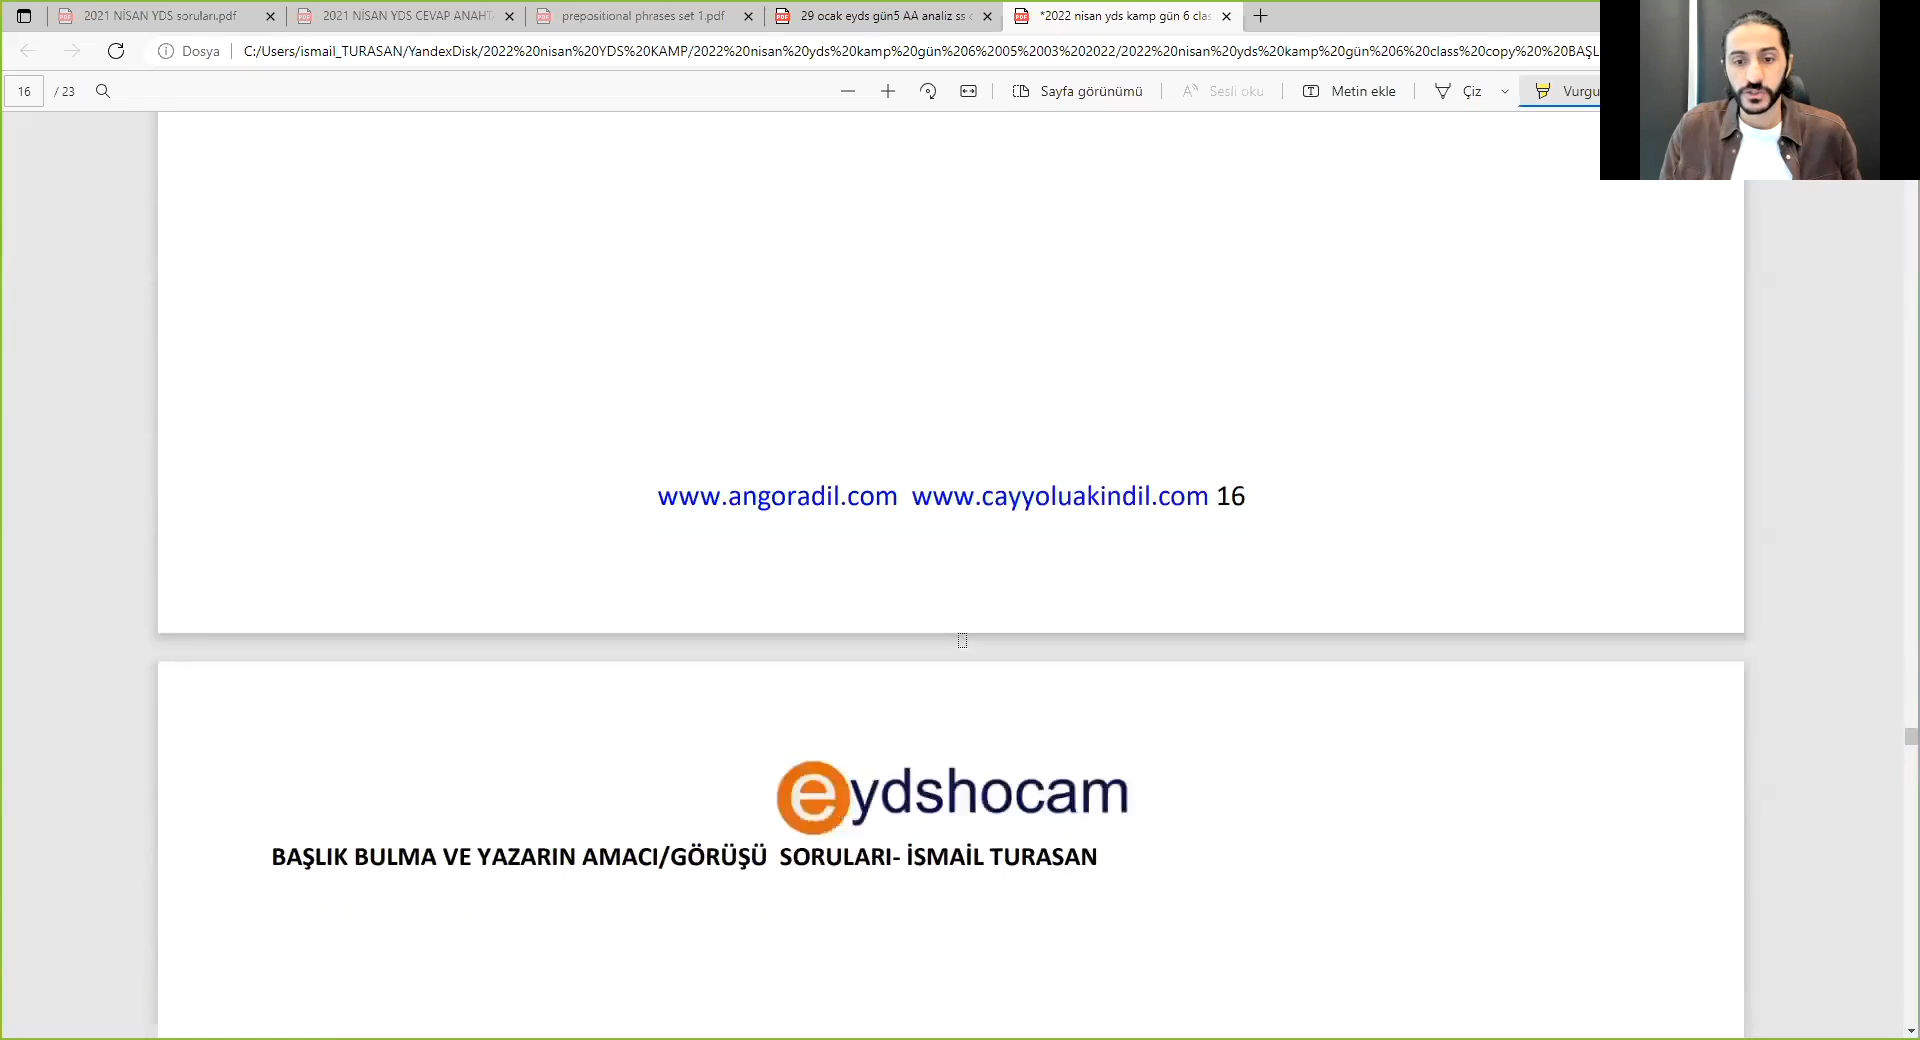 2021 NİSAN YDS soruları.pdf
2021 NİSAN YDS CEVAP ANAHT
prepositional phrases set 1.pdf
29 ocak eyds gün5 AA analiz ss c
*2022 nisan yds kamp gün 6 clas
Dosya
C:/Users/ismail_TURASAN/YandexDisk/2022%20nisan%20YDS%20KAMP/2022%20nisan%20yds%20kamp%20gün%206%2005%2003%202022/2022%20nisan%20yds%20kamp%20gün%206%20class%20copy%20%20BAŞL
16 / 23
Sayfa görünümü
Sesli oku
Metin ekle
Çiz
Vurgu
www.angoradil.com www.cayyoluakindil.com 16
eydshocam
BAŞLIK BULMA VE YAZARIN AMACI/GÖRÜŞÜ SORULARI- İSMAİL TURASAN